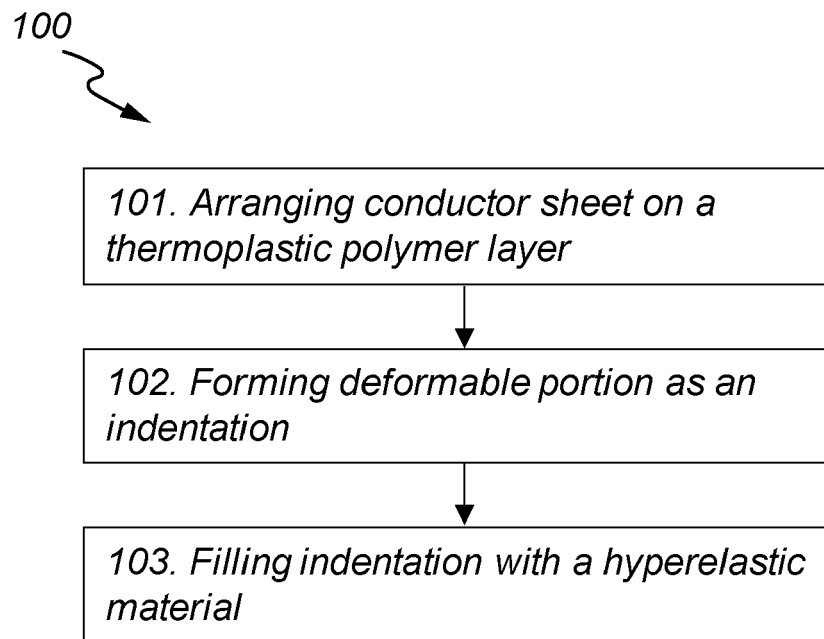 100
101. Arranging conductor sheet on a
thermoplastic polymer layer
102. Forming deformable portion as an
indentation
103. Filling indentation with a hyperelastic
material